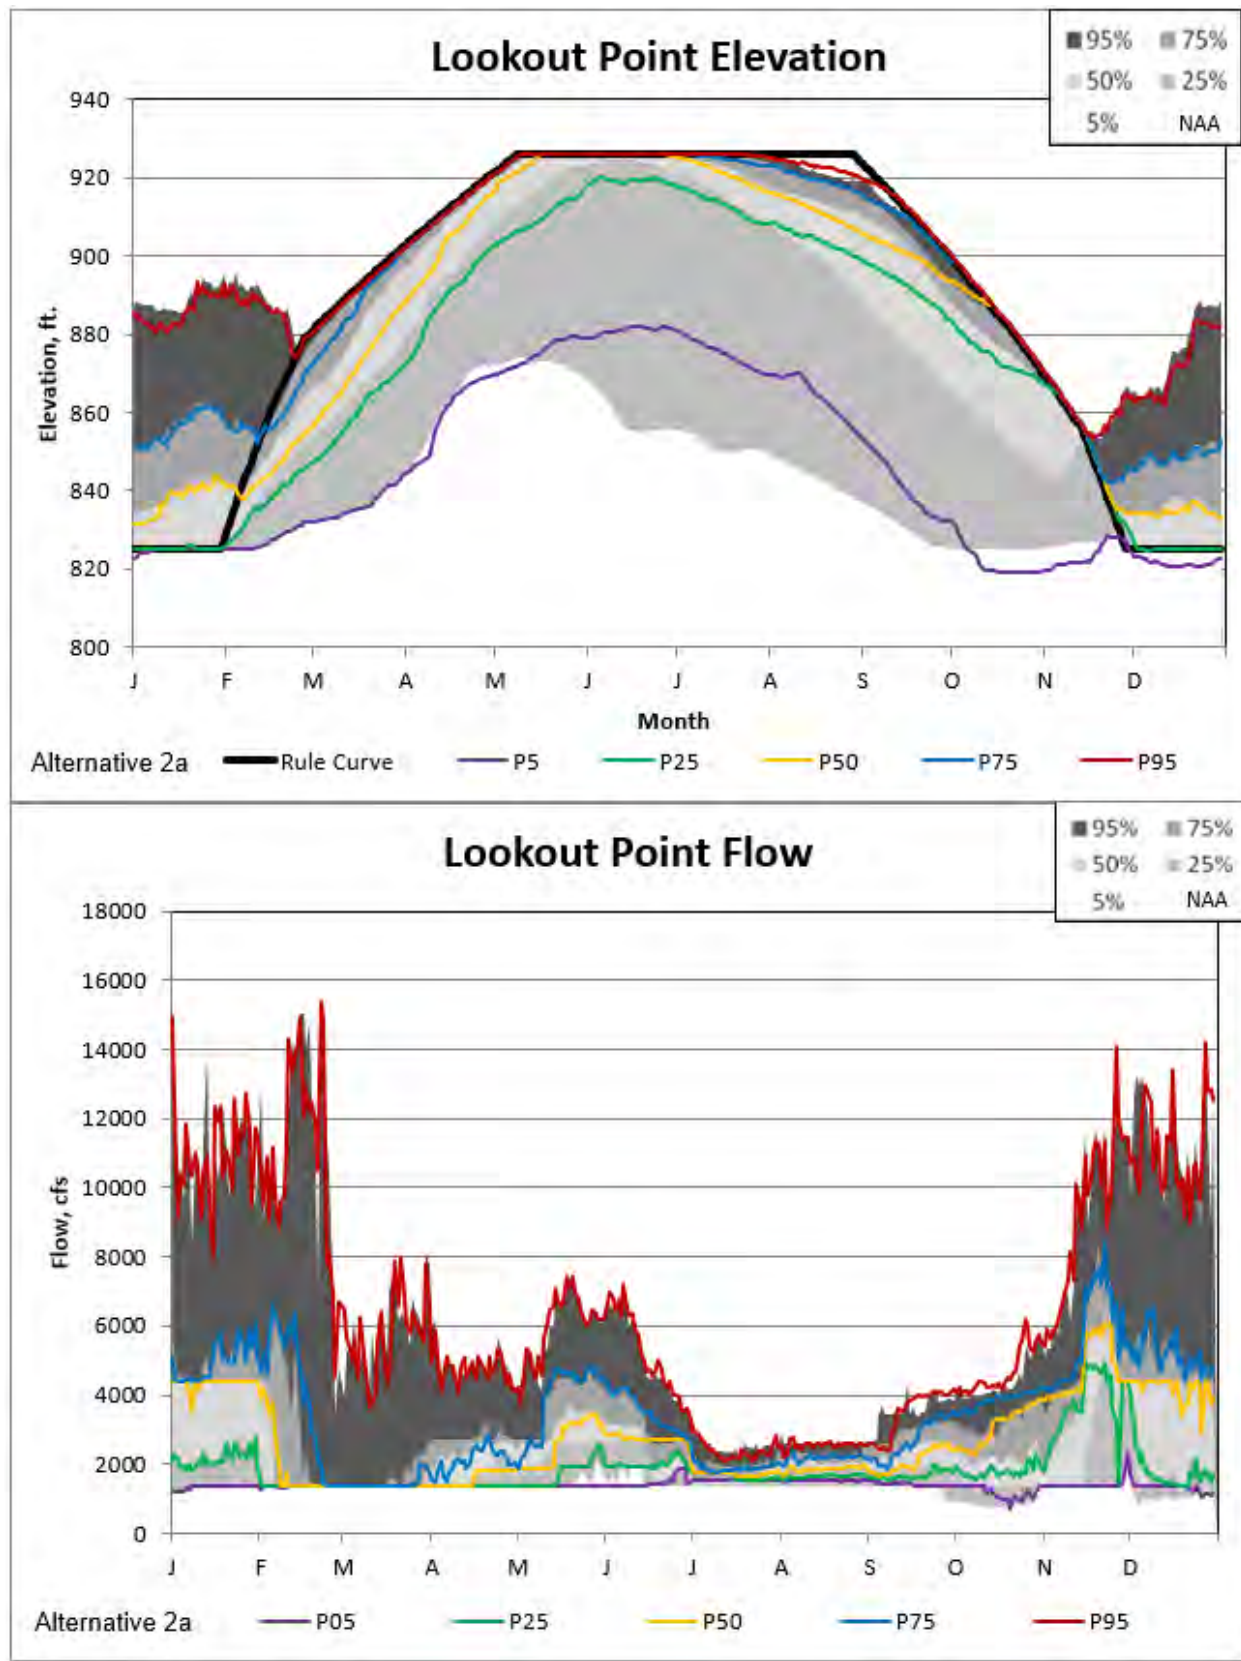 Lookout Point Elevation
95% 75%
50% 25%
5% NAA
940
920
900
880
860
840
820
800
Elevation, ft.
J F M A M J J A S O N D
Month
Alternative 2a Rule Curve P5 P25 P50 P75 P95
Lookout Point Flow
95% 75%
50% 25%
5% NAA
18000
16000
14000
12000
10000
8000
6000
4000
2000
0
Flow, cfs
J F M A M J J A S O N D
Alternative 2a P05 P25 P50 P75 P95